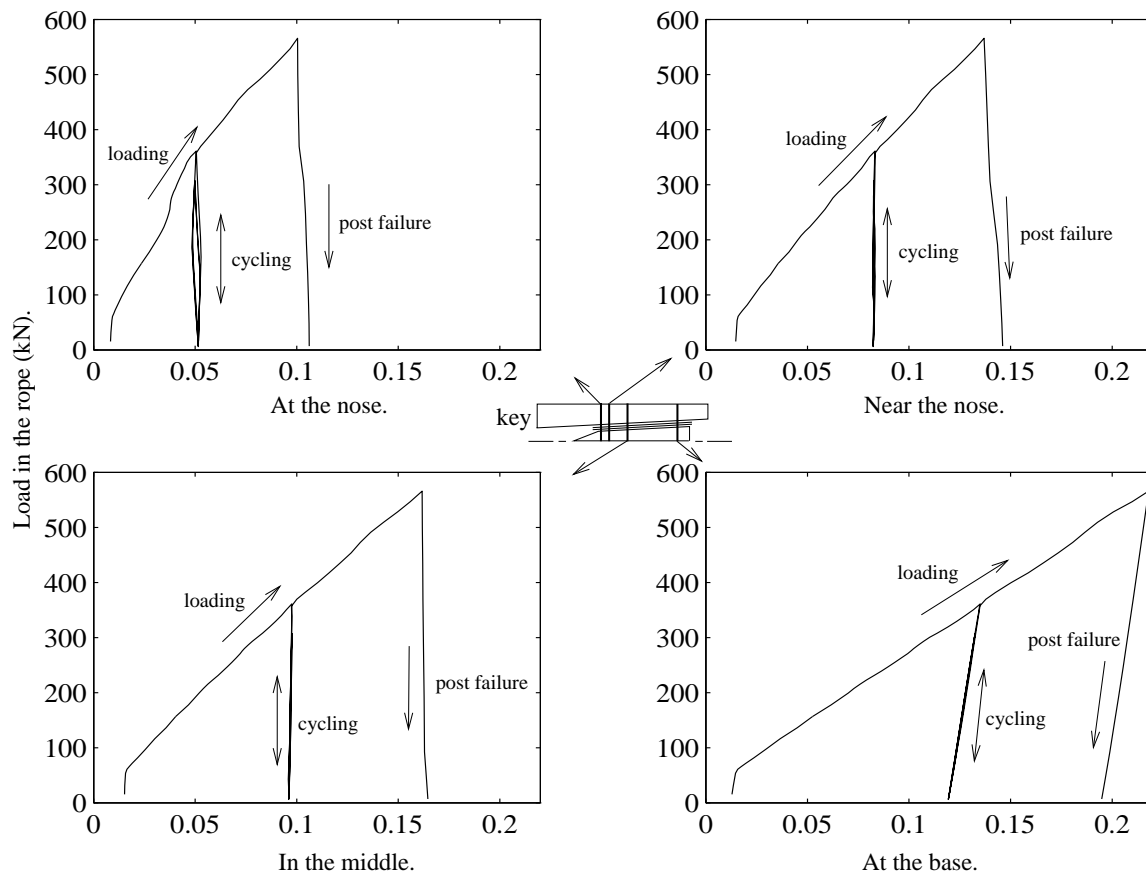 Load in the rope (kN).
600
500
400
300
200
100
0
loading
cycling
post failure
0 0.05 0.1 0.15 0.2
At the nose.
600
500
400
300
200
100
0
loading
cycling
post failure
0 0.05 0.1 0.15 0.2
Near the nose.
key
600
500
400
300
200
100
0
loading
cycling
post failure
0 0.05 0.1 0.15 0.2
In the middle.
600
500
400
300
200
100
0
loading
post failure
cycling
0 0.05 0.1 0.15 0.2
At the base.